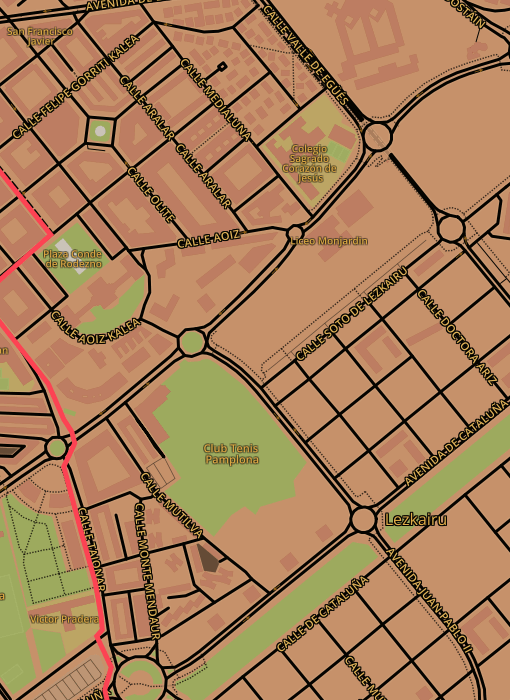 AVENIDA DE
CALLE VALLE DE EGÜÉS
OSTAIN
San Francisco
Javier
CALLE-FELIPE-GORRITI KALEA
CALLE-ARALAR
CALLE-MEDIALUNA
Colegio
Sagrado
Corazón de
Jesús
CALLE ARALAR
CALLE-OLITE
CALLE AOIZ
Liceo Monjardín
Plaza Conde
de Rodezno
CALLE SOTO-DE-LEZKAIRU
CALLE-DOCTORA-ARIZ
CALLE-AOIZ KALEA
AVENIDA-DE-CATALUÑA
Club Tenis
Pamplona
CALLE-MUTILVA
CALLE TAJONAR
CALLE MONTE-MENDAUR
Lezkairu
AVENIDA-JUAN-PABLO-II
CALLE-DE-CATALUÑA
Víctor Pradera